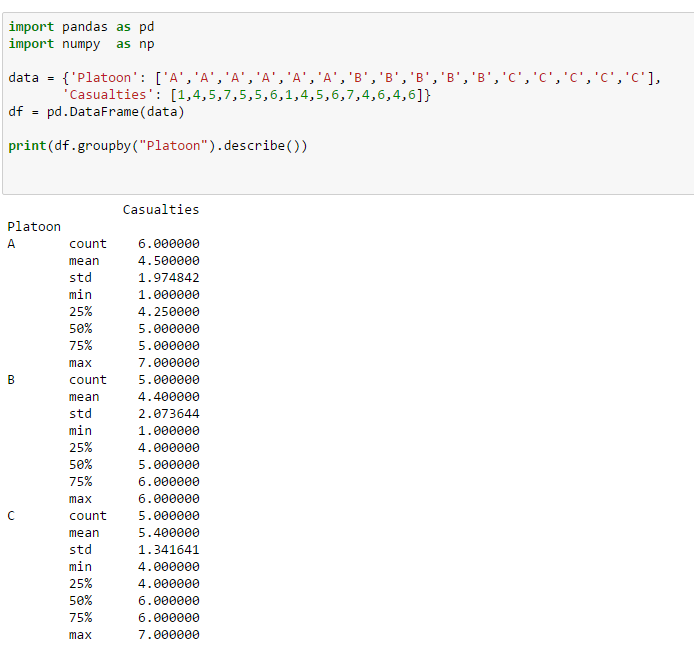 import pandas as pd
import numpy  as np
data = {'Platoon': ['A','A','A','A','A','A','B','B','B','B','B','C','C','C','C','C'],
       'Casualties': [1,4,5,7,5,5,6,1,4,5,6,7,4,6,4,6]}
df = pd.DataFrame(data)
print(df.groupby("Platoon").describe())
               Casualties
Platoon
A       count    6.000000
        mean     4.500000
        std      1.974842
        min      1.000000
        25%      4.250000
        50%      5.000000
        75%      5.000000
        max      7.000000
B       count    5.000000
        mean     4.400000
        std      2.073644
        min      1.000000
        25%      4.000000
        50%      5.000000
        75%      6.000000
        max      6.000000
C       count    5.000000
        mean     5.400000
        std      1.341641
        min      4.000000
        25%      4.000000
        50%      6.000000
        75%      6.000000
        max      7.000000